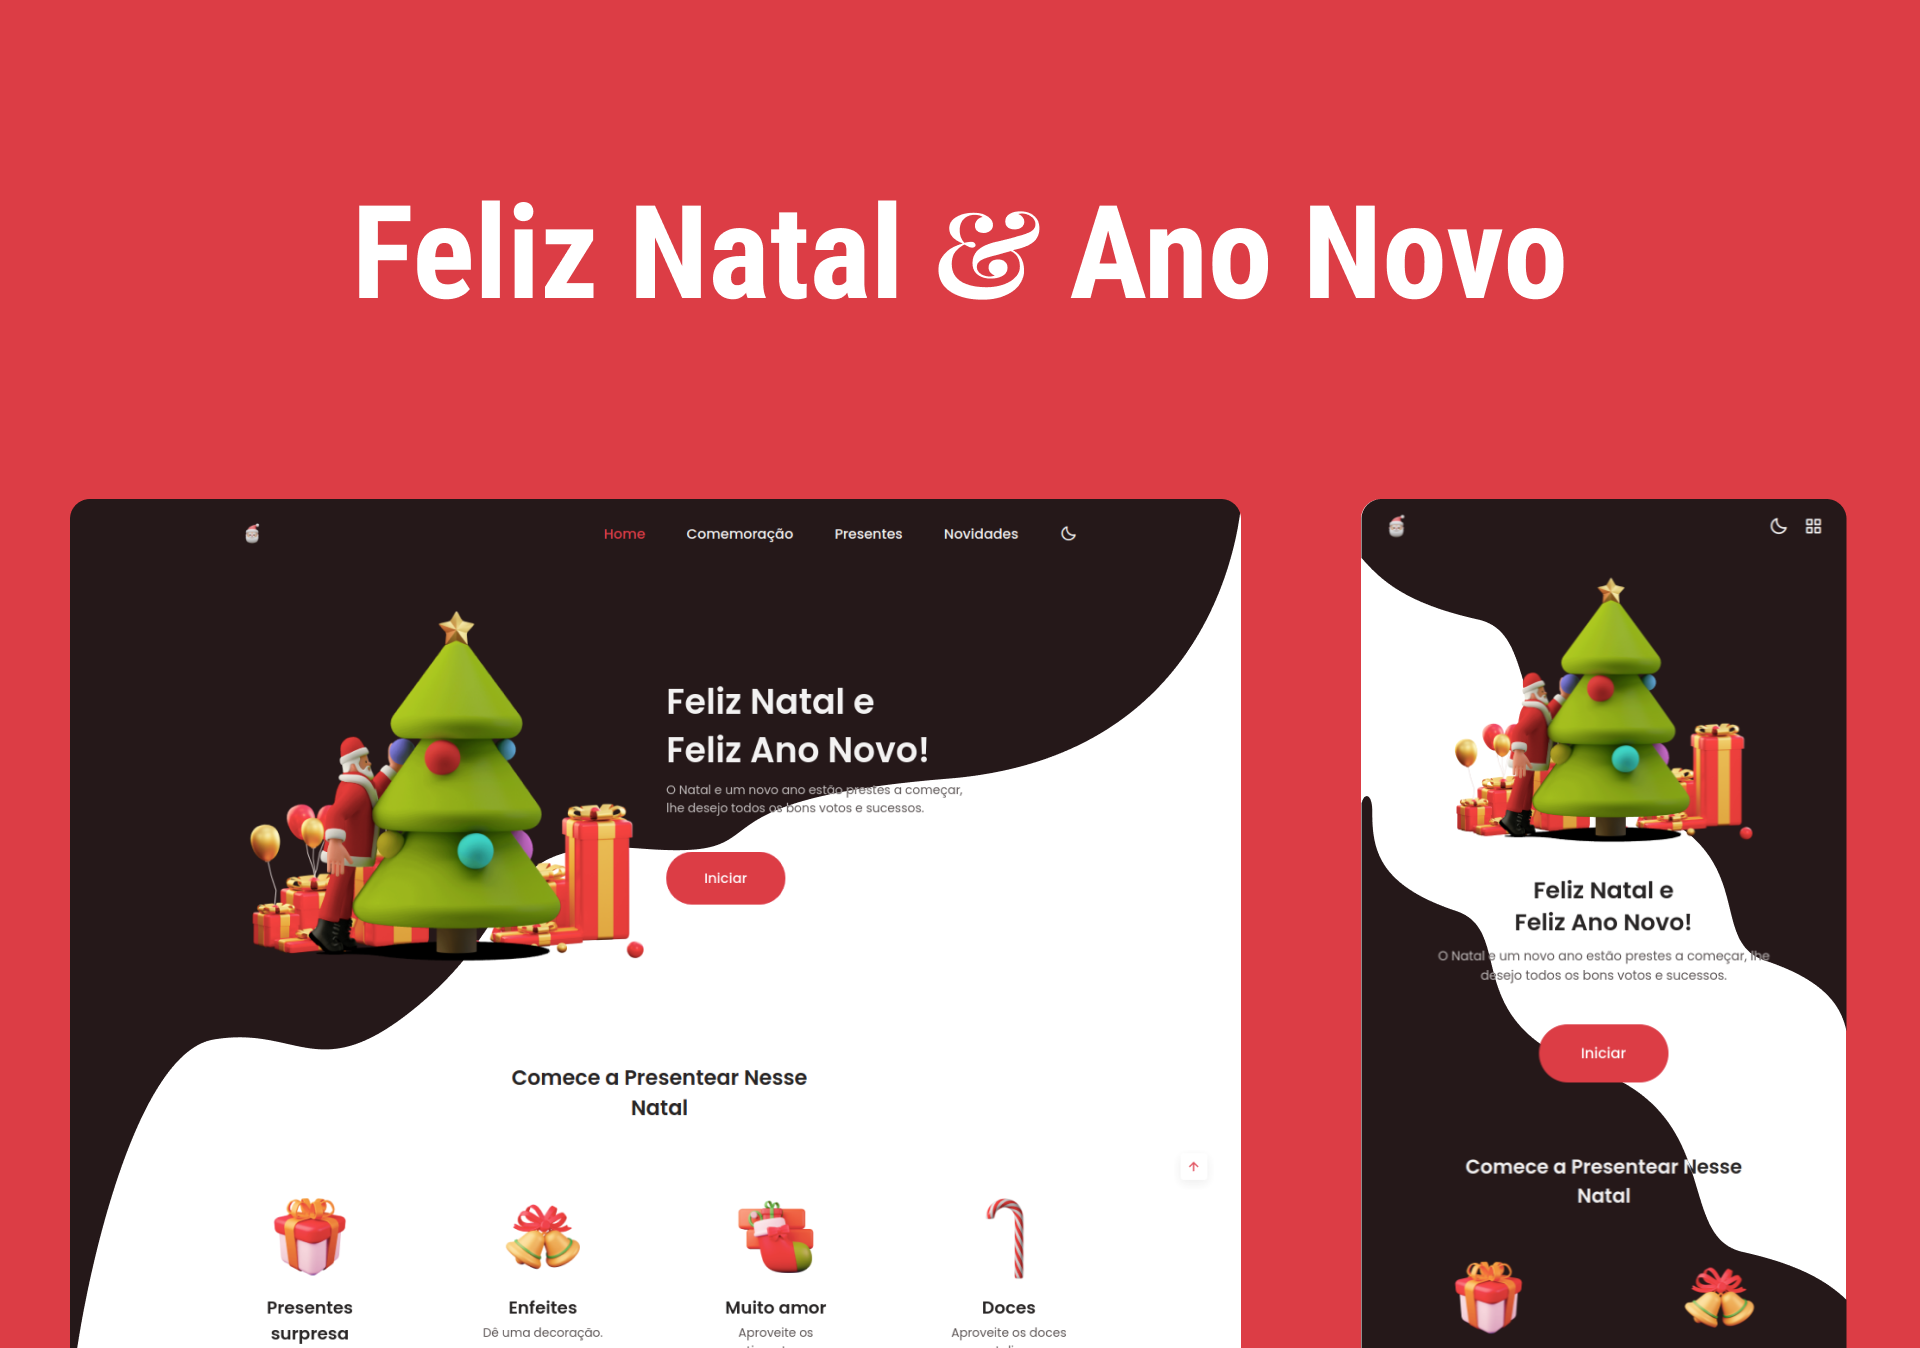 Feliz Natal & Ano Novo
Home Comemoração Presentes Novidades
Feliz Natal e
Feliz Ano Novo!
O Natal e um novo ano estão prestes a começar,
lhe desejo todos os bons votos e sucessos.
Iniciar
Comece a Presentear Nesse
Natal
Presentes
surpresa
Enfeites
Dê uma decoração.
Muito amor
Aproveite os
Doces
Aproveite os doces
Feliz Natal e
Feliz Ano Novo!
O Natal e um novo ano estão prestes a começar, lhe
desejo todos os bons votos e sucessos.
Iniciar
Comece a Presentear Nesse
Natal